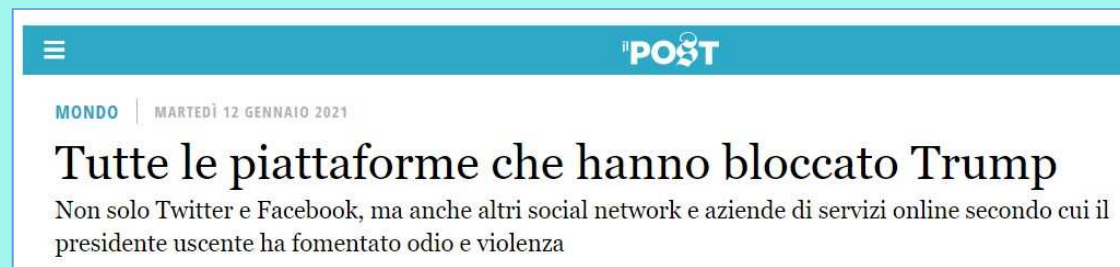 il POST
MONDO | MARTEDÌ 12 GENNAIO 2021
Tutte le piattaforme che hanno bloccato Trump
Non solo Twitter e Facebook, ma anche altri social network e aziende di servizi online secondo cui il
presidente uscente ha fomentato odio e violenza